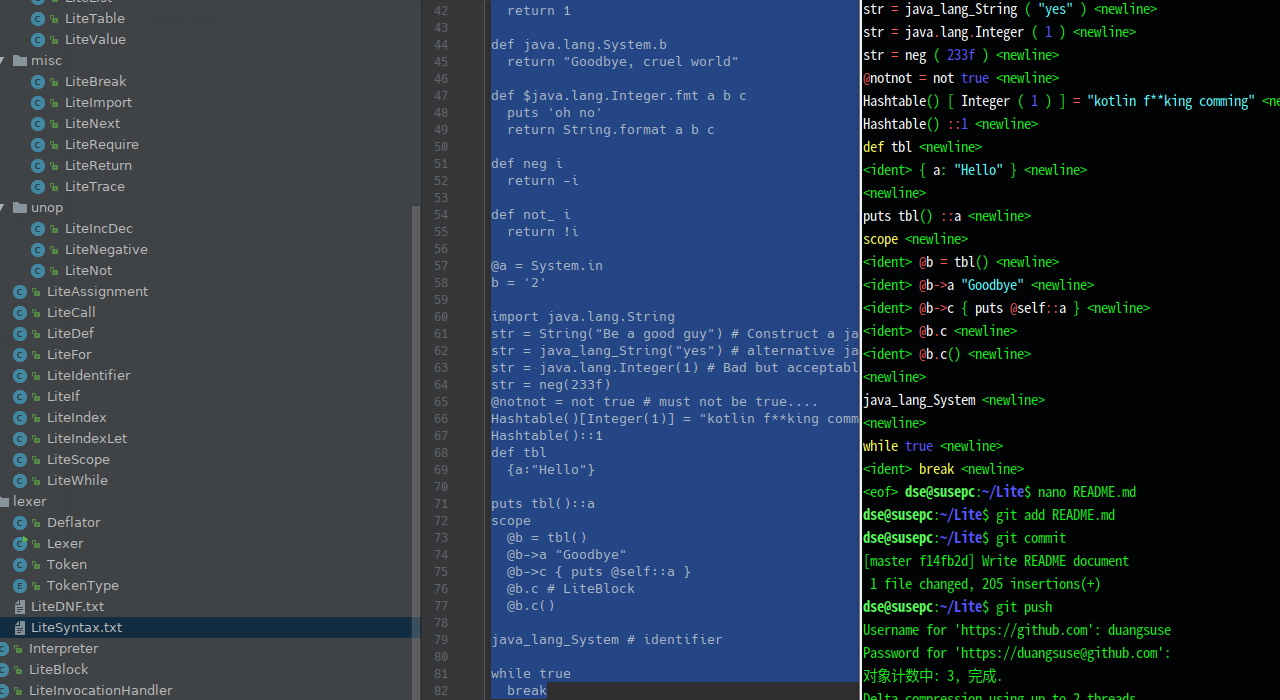 LiteList
LiteTable
LiteValue
misc
LiteBreak
LiteImport
LiteNext
LiteRequire
LiteReturn
LiteTrace
unop
LiteIncDec
LiteNegative
LiteNot
LiteAssignment
LiteCall
LiteDef
LiteFor
LiteIdentifier
LiteIf
LiteIndex
LiteIndexLet
LiteScope
LiteWhile
lexer
Deflator
Lexer
Token
TokenType
LiteDNF.txt
LiteSyntax.txt
Interpreter
LiteBlock
LiteInvocationHandler
42   return 1
43
44 def java.lang.System.b
45   return "Goodbye, cruel world"
46
47 def $java.lang.Integer.fmt a b c
48   puts 'oh no'
49   return String.format a b c
50
51 def neg i
52   return -i
53
54 def not_ i
55   return !i
56
57 @a = System.in
58 b = '2'
59
60 import java.lang.String
61 str = String("Be a good guy") # Construct a ja
62 str = java_lang_String("yes") # alternative ja
63 str = java.lang.Integer(1) # Bad but acceptabl
64 str = neg(233f)
65 @notnot = not true # must not be true....
66 Hashtable()[Integer(1)] = "kotlin f**king comm
67 Hashtable()::1
68 def tbl
69   {a:"Hello"}
70
71 puts tbl()::a
72 scope
73   @b = tbl()
74   @b->a "Goodbye"
75   @b->c { puts @self::a }
76   @b.c # LiteBlock
77   @b.c()
78
79 java_lang_System # identifier
80
81 while true
82   break
str = java_lang_String ( "yes" ) <newline>
str = java.lang.Integer ( 1 ) <newline>
str = neg ( 233f ) <newline>
@notnot = not true <newline>
Hashtable() [ Integer ( 1 ) ] = "kotlin f**king comming" <ne
Hashtable() ::1 <newline>
def tbl <newline>
<ident> { a: "Hello" } <newline>
<newline>
puts tbl() ::a <newline>
scope <newline>
<ident> @b = tbl() <newline>
<ident> @b->a "Goodbye" <newline>
<ident> @b->c { puts @self::a } <newline>
<ident> @b.c <newline>
<ident> @b.c() <newline>
<newline>
java_lang_System <newline>
<newline>
while true <newline>
<ident> break <newline>
<eof> dse@susepc:~/Lite$ nano README.md
dse@susepc:~/Lite$ git add README.md
dse@susepc:~/Lite$ git commit
[master f14fb2d] Write README document
 1 file changed, 205 insertions(+)
dse@susepc:~/Lite$ git push
Username for 'https://github.com': duangsuse
Password for 'https://duangsuse@github.com':
对象计数中: 3, 完成.
Delta compression using up to 2 threads